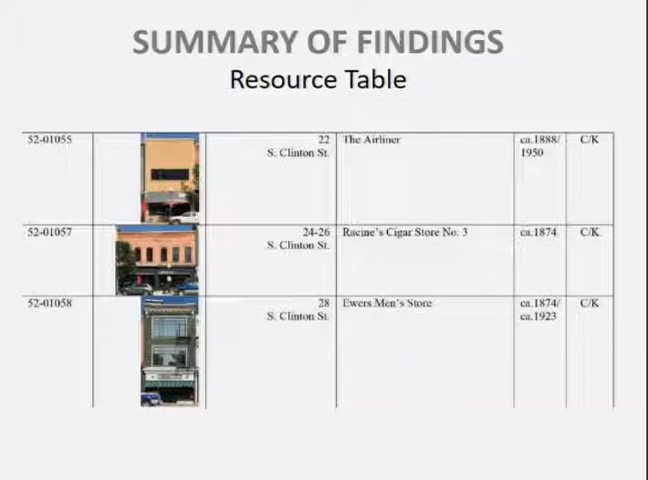 SUMMARY OF FINDINGS
Resource Table
52-01055 22 The Airliner ca.1888/ C/K
S. Clinton St. 1950
52-01057 24-26 Racine's Cigar Store No. 3 ca.1874 C/K
S. Clinton St.
52-01058 28 Ewers Men's Store ca.1874/ C/K
S. Clinton St. ca.1923